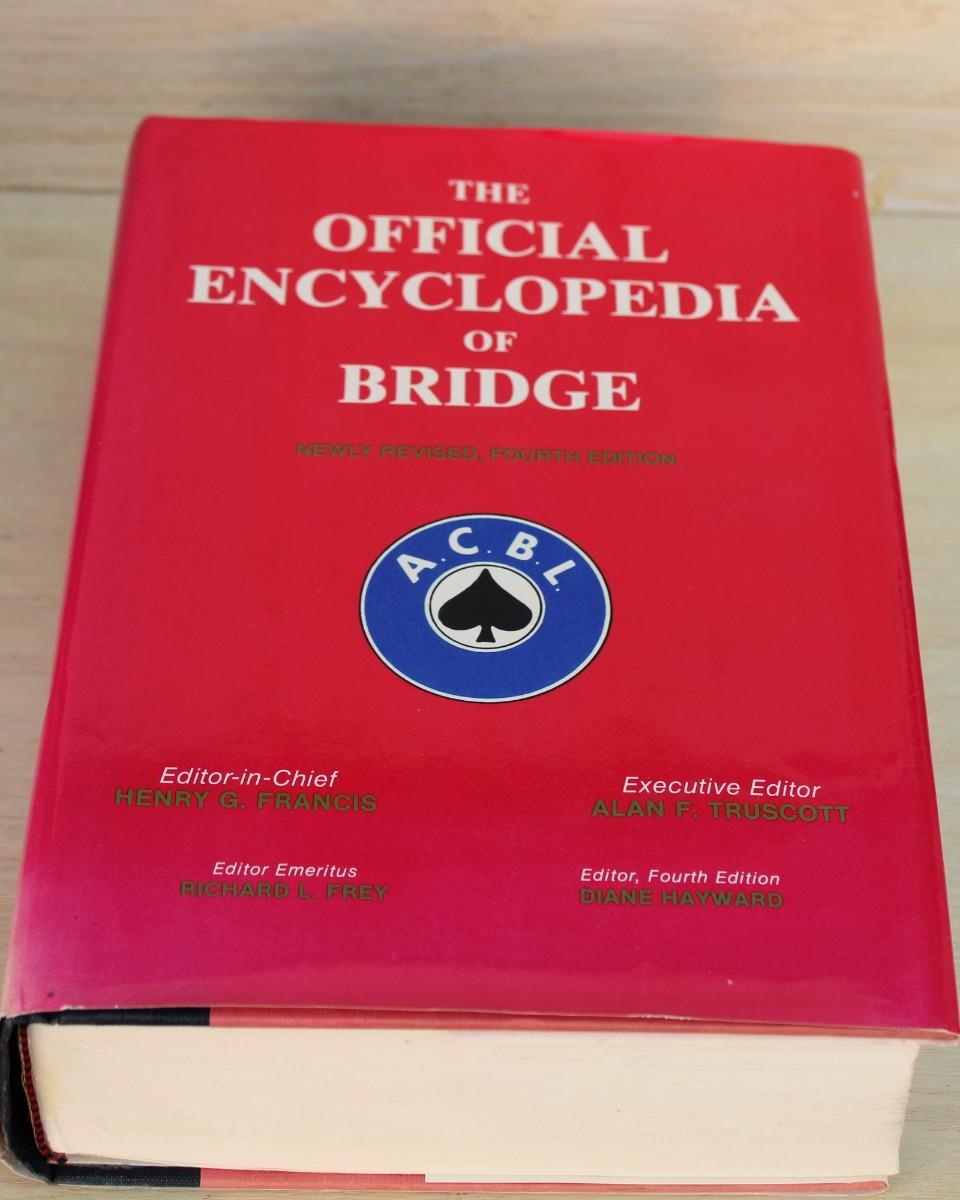 THE
OFFICIAL
ENCYCLOPEDIA
OF
BRIDGE
NEWLY REVISED, FOURTH EDITION
A.C.B.L.
Editor-in-Chief
HENRY G. FRANCIS
Executive Editor
ALAN F. TRUSCOTT
Editor Emeritus
RICHARD L. FREY
Editor, Fourth Edition
DIANE HAYWARD